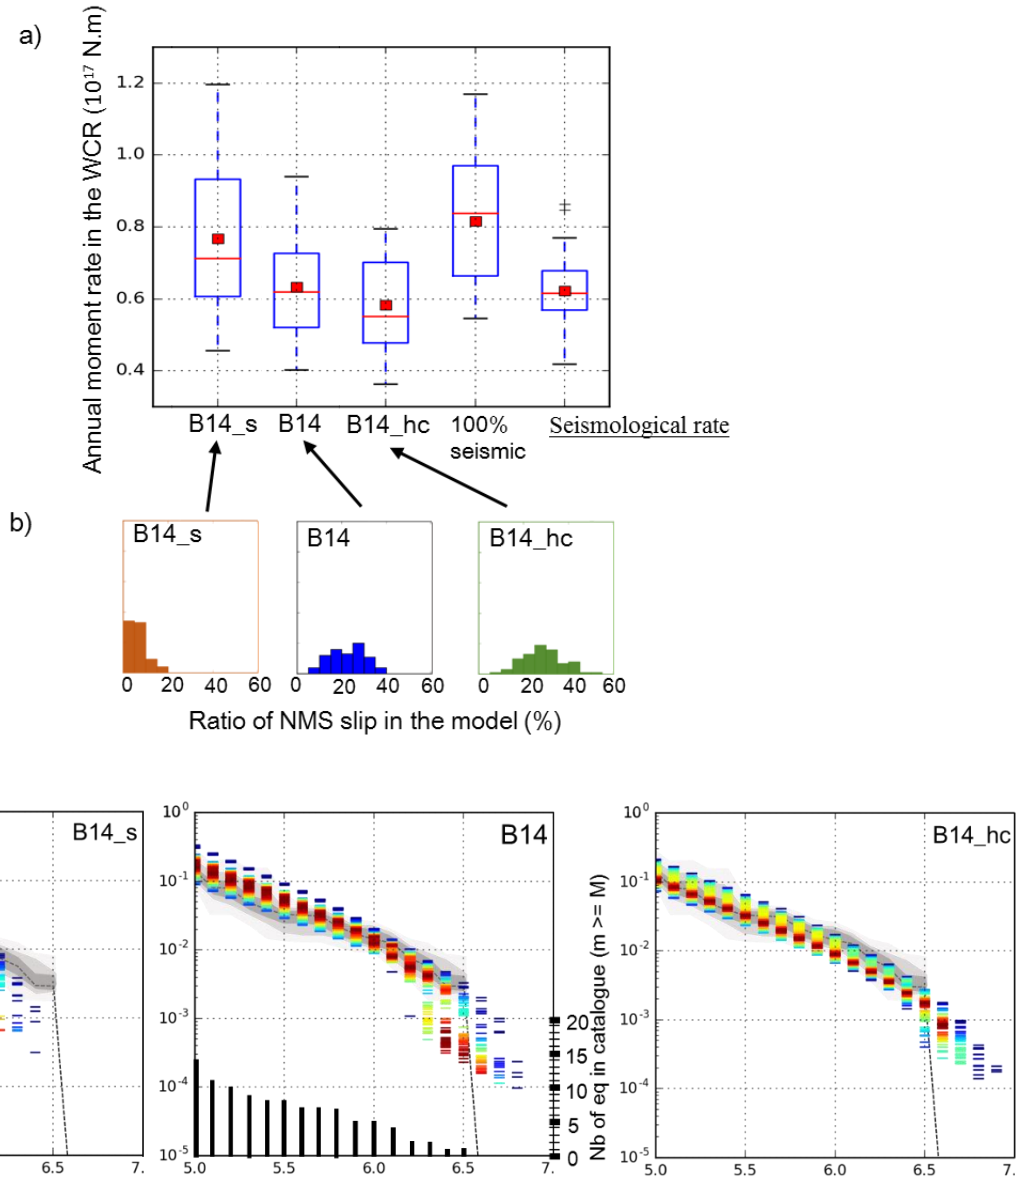 a)
Annual moment rate in the WCR (10¹⁷ N.m)
1.2
1.0
0.8
0.6
0.4
B14_s B14 B14_hc 100% seismic Seismological rate
b)
B14_s B14 B14_hc
0 20 40 60 0 20 40 60 0 20 40 60
Ratio of NMS slip in the model (%)
B14_s
6.5 7.
B14
10⁰
10⁻¹
10⁻²
10⁻³
10⁻⁴
10⁻⁵
5.0 5.5 6.0 6.5 7.
20
15
10
5
0
Nb of eq in catalogue (m >= M)
B14_hc
10⁰
10⁻¹
10⁻²
10⁻³
10⁻⁴
10⁻⁵
5.0 5.5 6.0 6.5 7.